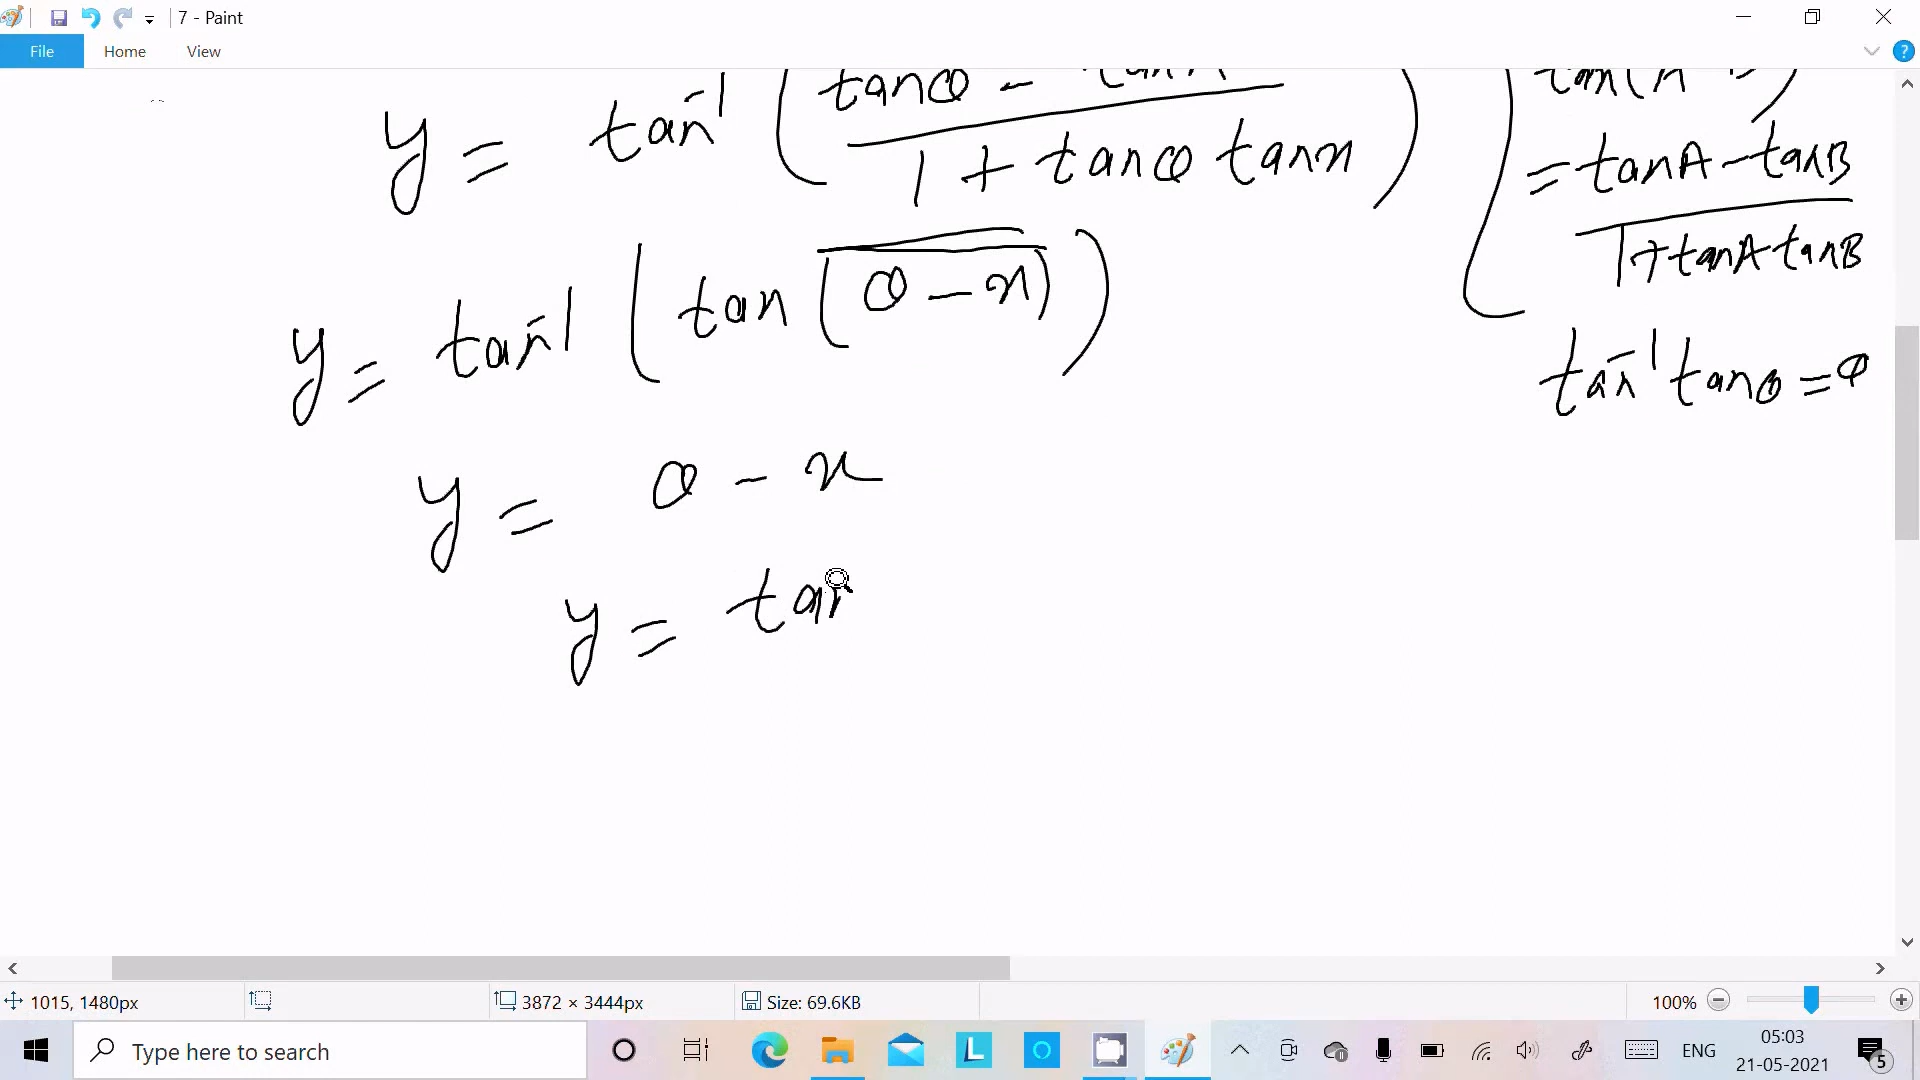 7 - Paint
File Home View
y = tan⁻¹ ( tanθ -
1 + tanθ tanx )
= tanA - tanB
1 + tanA tanB
y = tan⁻¹ ( tan (θ - x) )
tan⁻¹ tanθ = θ
y = θ - x
y = tan
1015, 1480px 3872 × 3444px Size: 69.6KB 100%
Type here to search
ENG
05:03
21-05-2021
5